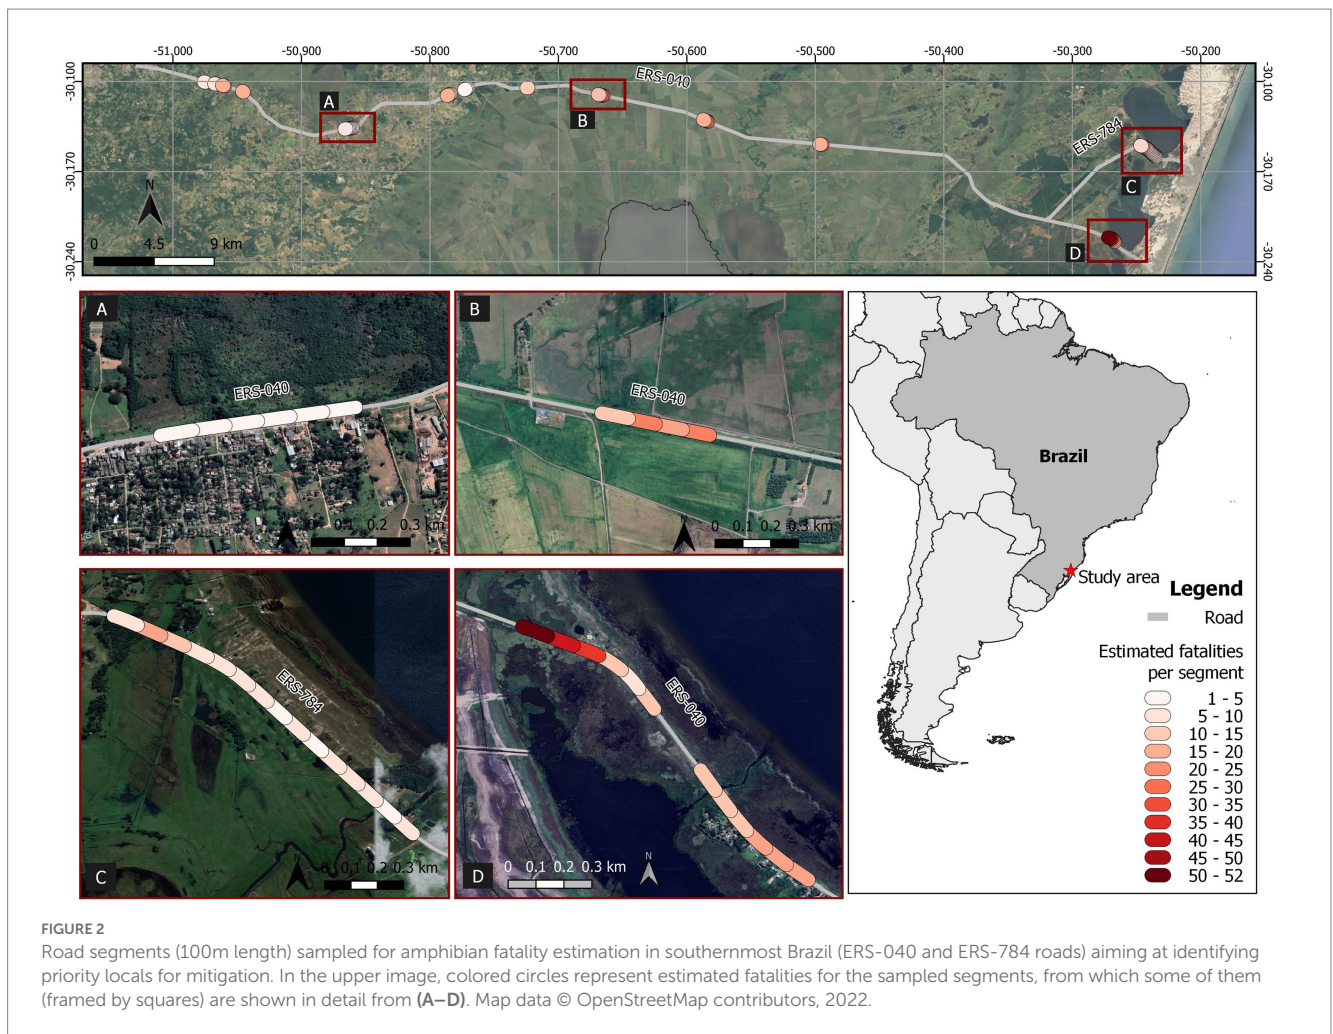 -51,000 -50,900 -50,800 -50,700 -50,600 -50,500 -50,400 -50,300 -50,200
-30,100 -30,100
ERS-040
A
B
ERS-784
-30,170 -30,170
C
N
0 4.5 9 km
D
-30,240 -30,240
A
ERS-040
0 0.1 0.2 0.3 km
B
ERS-040
0 0.1 0.2 0.3 km
C
ERS-784
0 0.1 0.2 0.3 km
D
ERS-040
0 0.1 0.2 0.3 km
N
Brazil
Study area
Legend
Road
Estimated fatalities
per segment
1 - 5
5 - 10
10 - 15
15 - 20
20 - 25
25 - 30
30 - 35
35 - 40
40 - 45
45 - 50
50 - 52
FIGURE 2
Road segments (100m length) sampled for amphibian fatality estimation in southernmost Brazil (ERS-040 and ERS-784 roads) aiming at identifying
priority locals for mitigation. In the upper image, colored circles represent estimated fatalities for the sampled segments, from which some of them
(framed by squares) are shown in detail from (A–D). Map data © OpenStreetMap contributors, 2022.